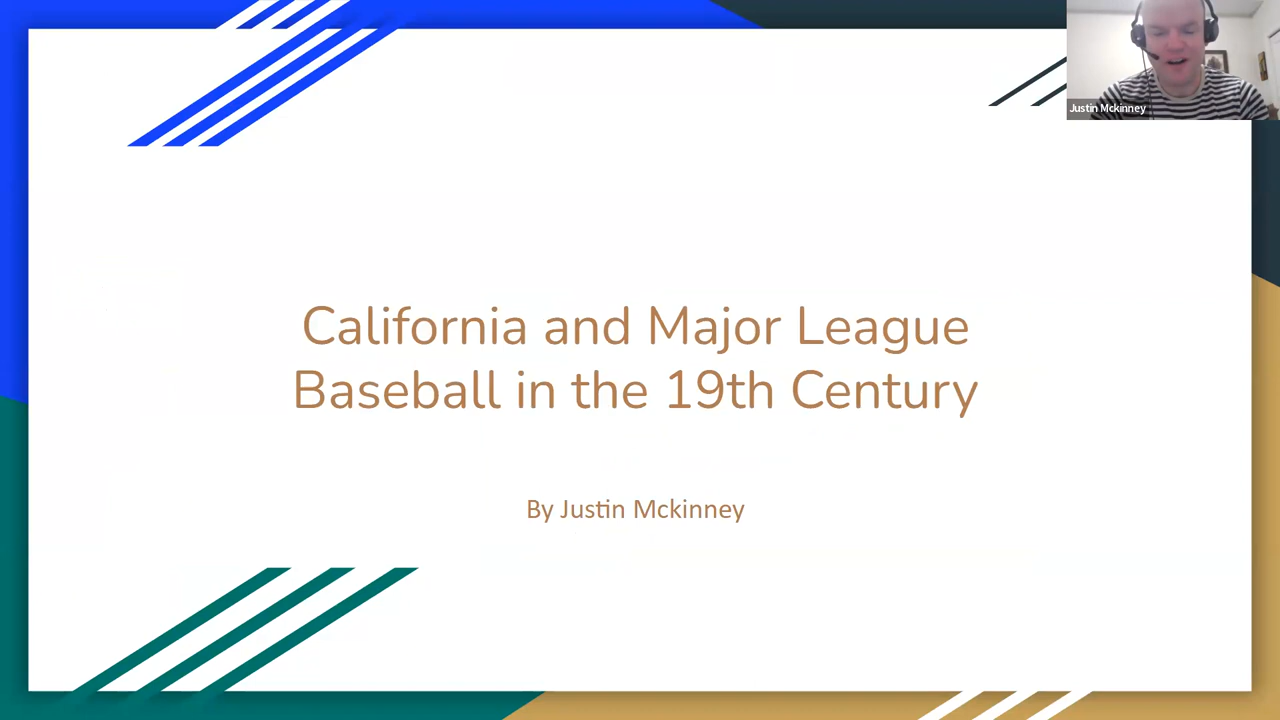 Justin Mckinney
California and Major League
Baseball in the 19th Century
By Justin Mckinney